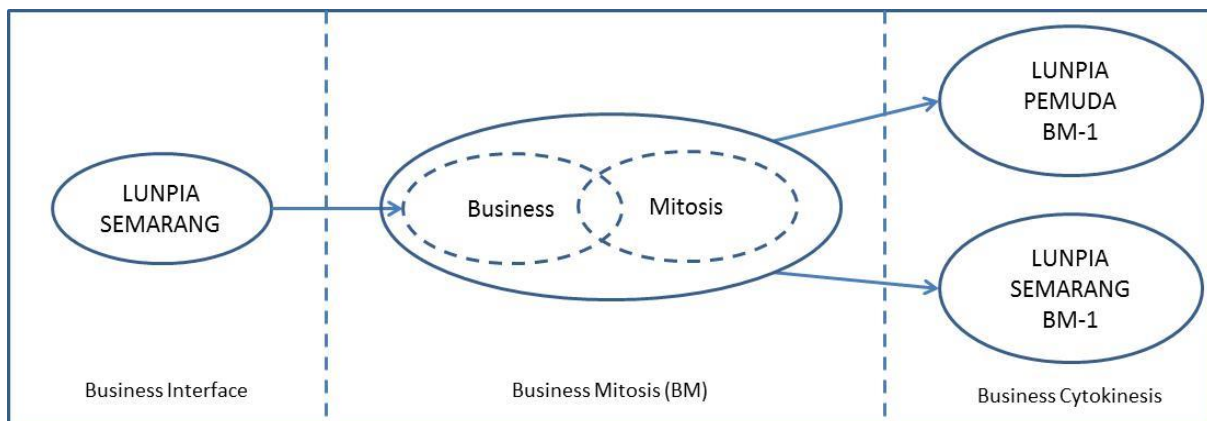 LUNPIA
SEMARANG
Business Interface
Business
Mitosis
Business Mitosis (BM)
LUNPIA
PEMUDA
BM-1
LUNPIA
SEMARANG
BM-1
Business Cytokinesis